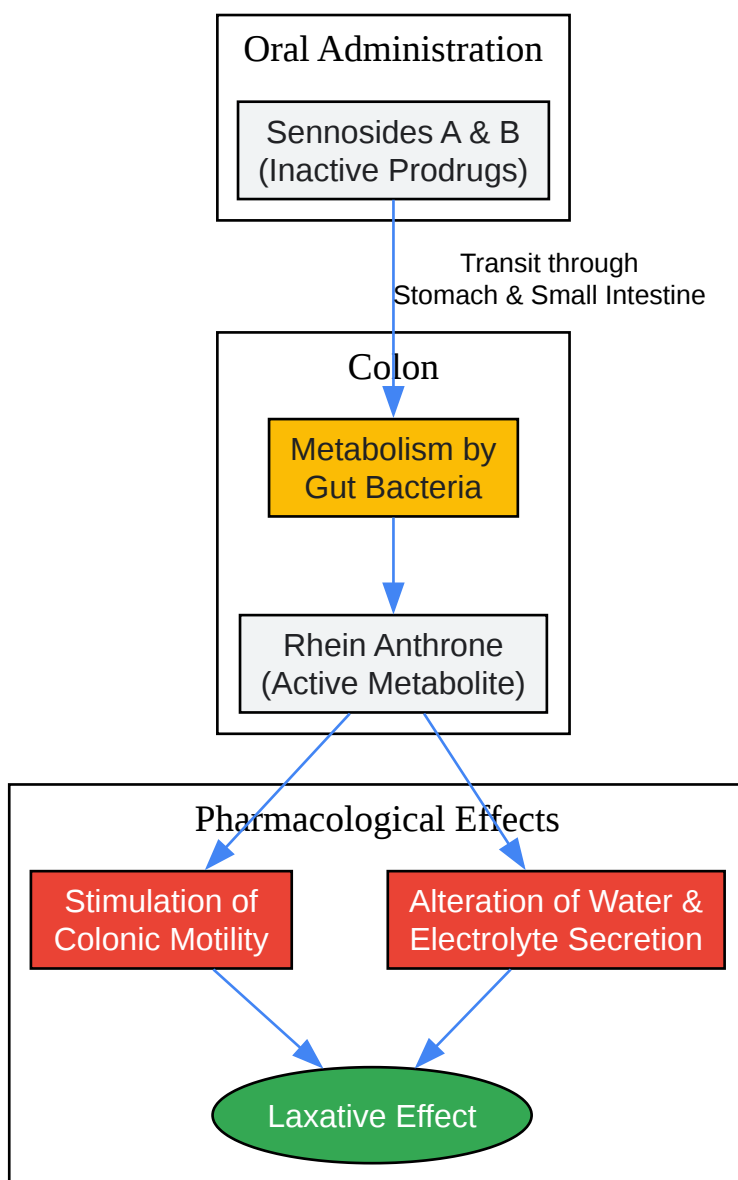 Oral Administration
Sennosides A & B
(Inactive Prodrugs)
Transit through
Stomach & Small Intestine
Colon
Metabolism by
Gut Bacteria
Rhein Anthrone
(Active Metabolite)
Pharmacological Effects
Stimulation of
Colonic Motility
Alteration of Water &
Electrolyte Secretion
Laxative Effect